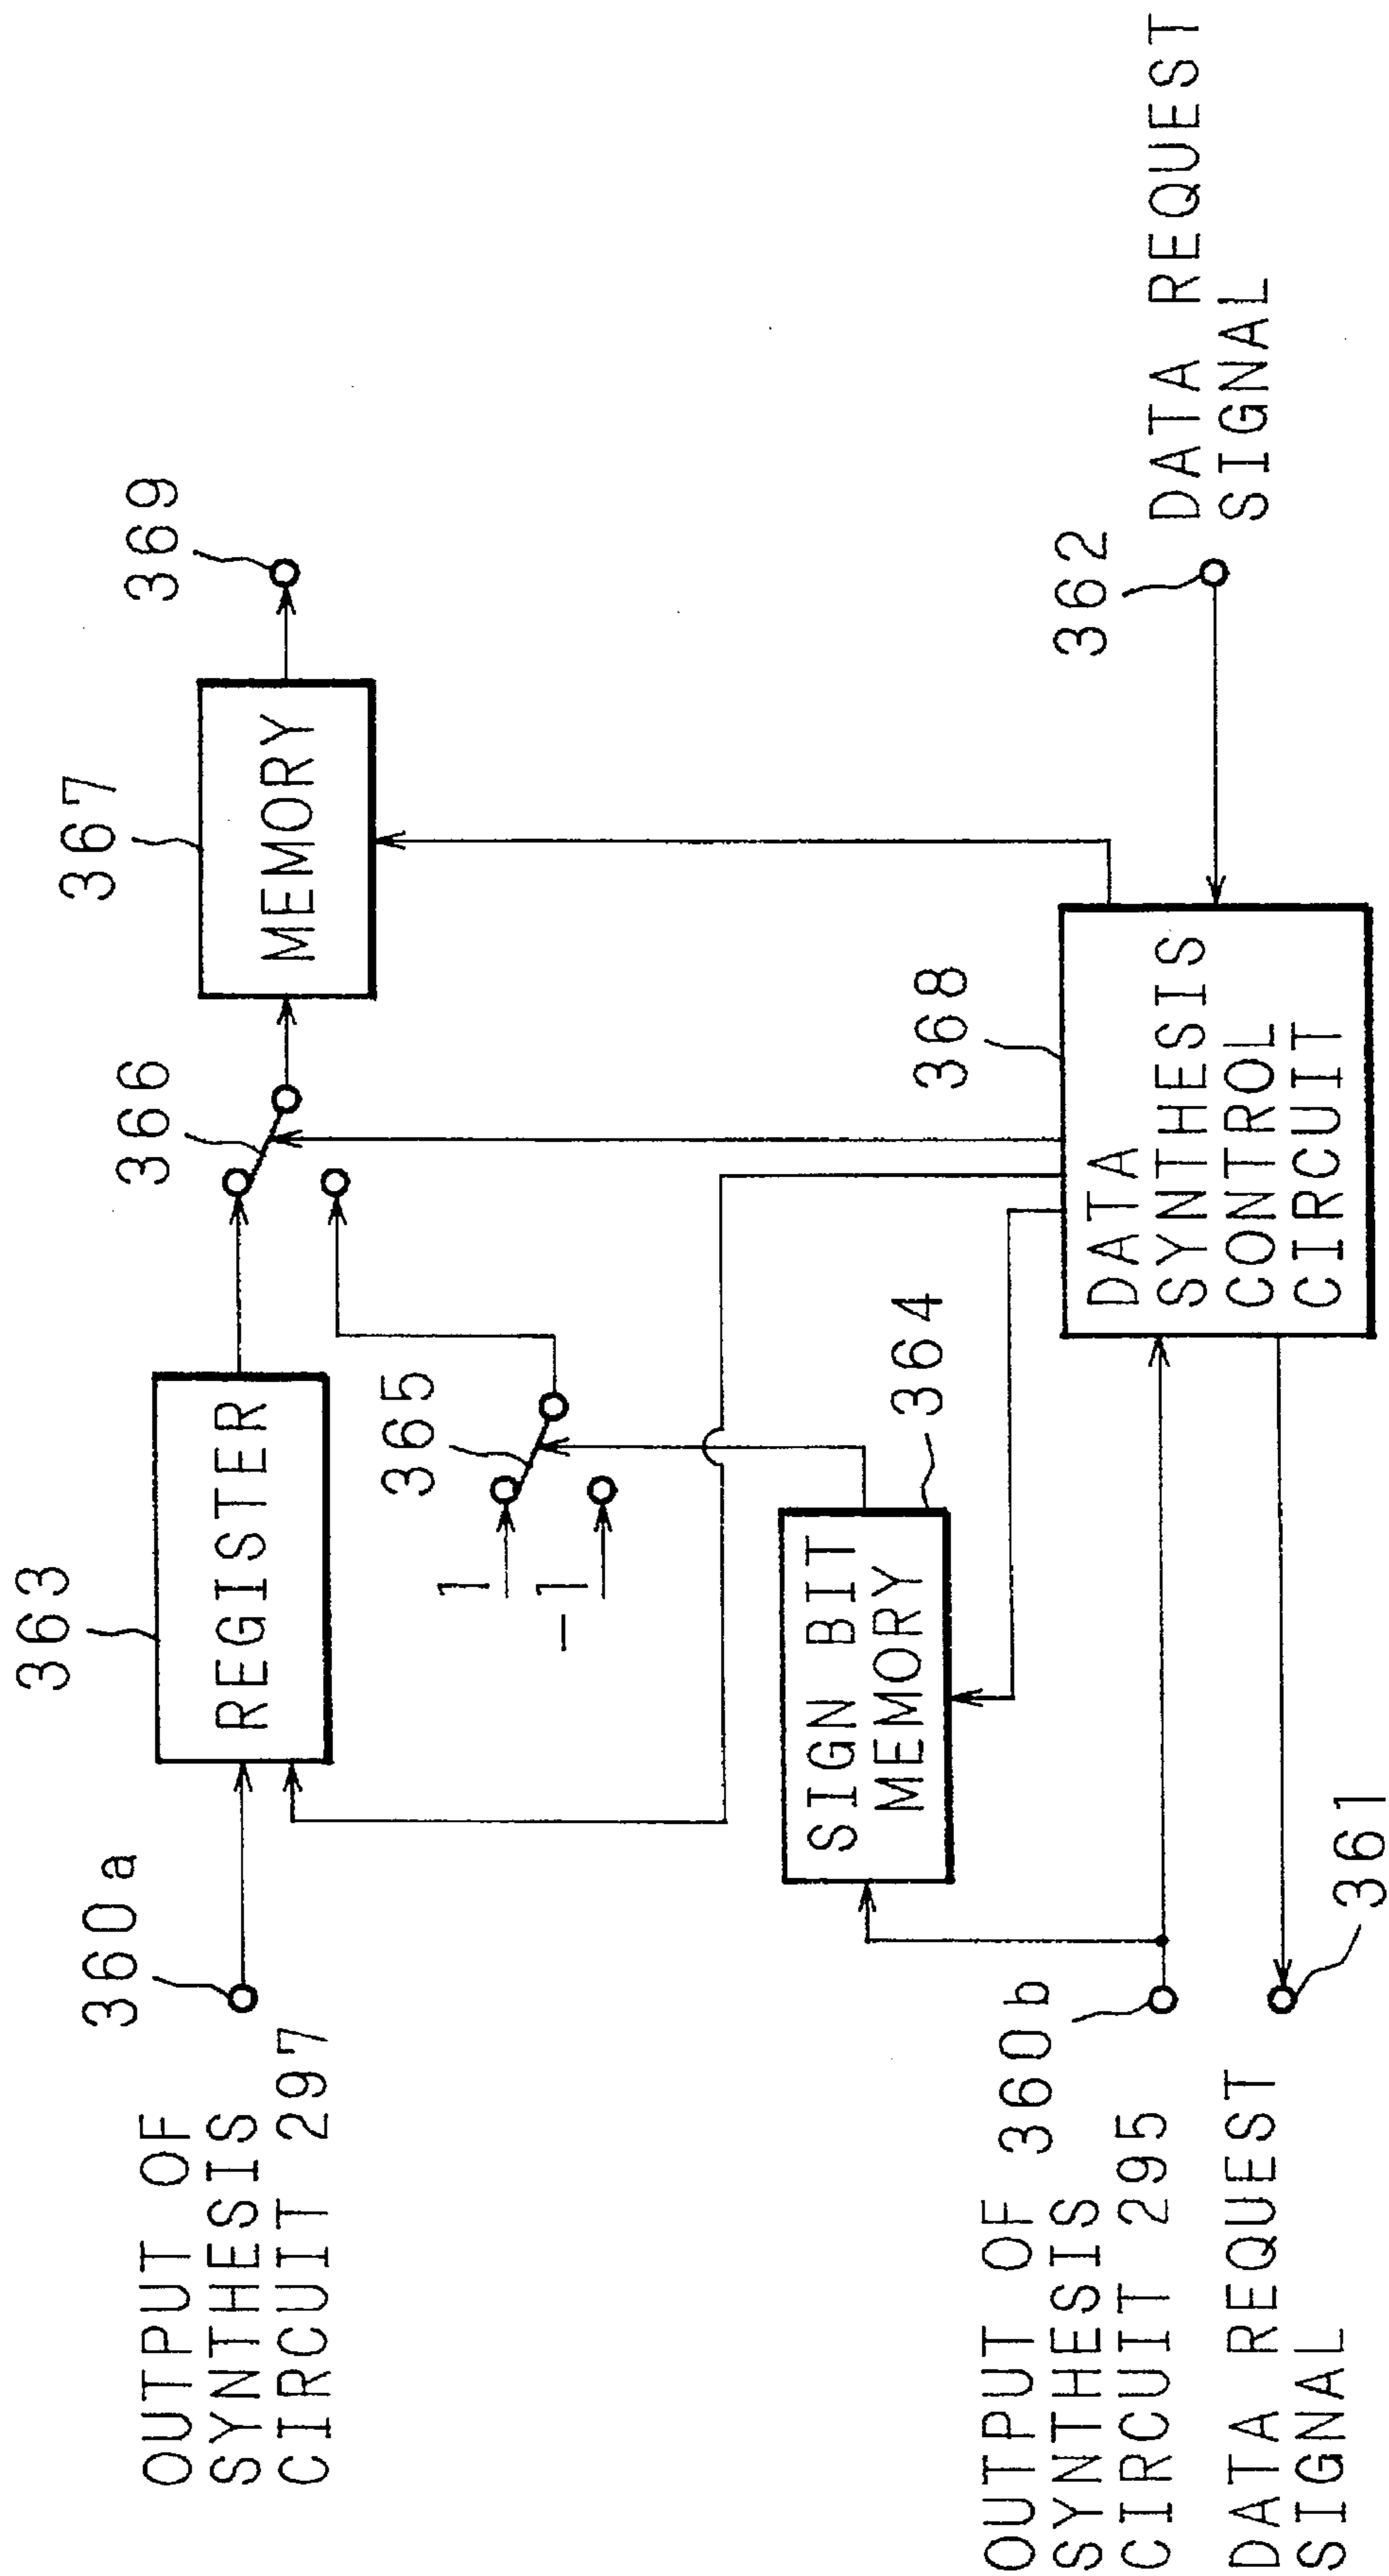 360a
OUTPUT OF
SYNTHESIS
CIRCUIT 297
363
REGISTER
366
367
MEMORY
369
365
1
-1
364
SIGN BIT
MEMORY
360b
OUTPUT OF
SYNTHESIS
CIRCUIT 295
368
DATA
SYNTHESIS
CONTROL
CIRCUIT
362
DATA REQUEST
SIGNAL
DATA REQUEST
SIGNAL
361